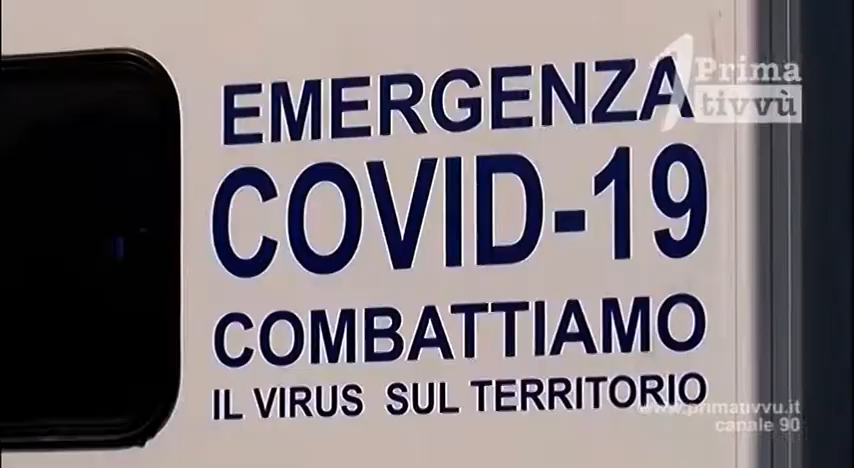 Prima
tivvù
EMERGENZA
COVID-19
COMBATTIAMO
IL VIRUS SUL TERRITORIO
www.primativvu.it
canale 90